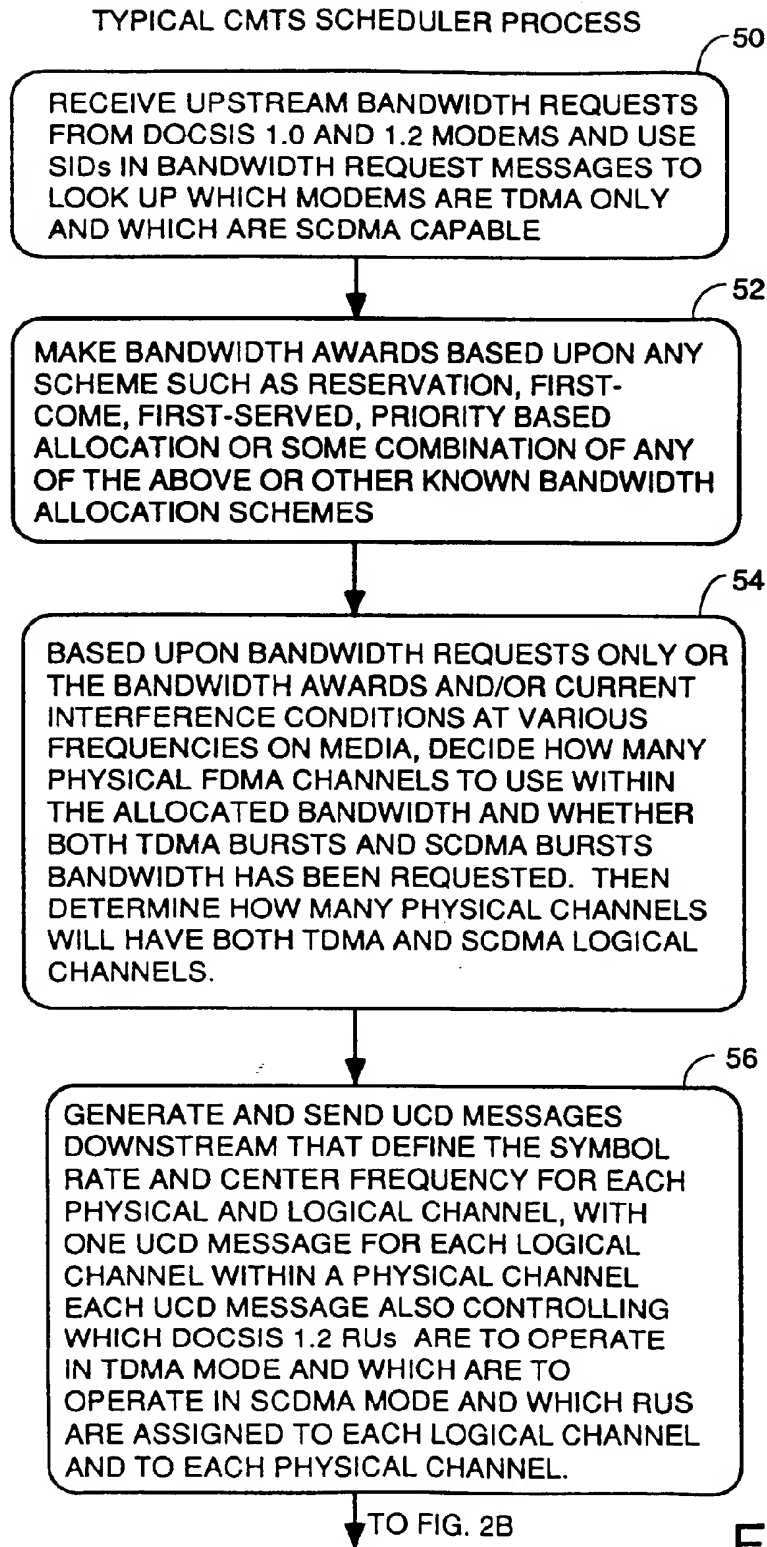 TYPICAL CMTS SCHEDULER PROCESS
50
RECEIVE UPSTREAM BANDWIDTH REQUESTS
FROM DOCSIS 1.0 AND 1.2 MODEMS AND USE
SIDs IN BANDWIDTH REQUEST MESSAGES TO
LOOK UP WHICH MODEMS ARE TDMA ONLY
AND WHICH ARE SCDMA CAPABLE
52
MAKE BANDWIDTH AWARDS BASED UPON ANY
SCHEME SUCH AS RESERVATION, FIRST-
COME, FIRST-SERVED, PRIORITY BASED
ALLOCATION OR SOME COMBINATION OF ANY
OF THE ABOVE OR OTHER KNOWN BANDWIDTH
ALLOCATION SCHEMES
54
BASED UPON BANDWIDTH REQUESTS ONLY OR
THE BANDWIDTH AWARDS AND/OR CURRENT
INTERFERENCE CONDITIONS AT VARIOUS
FREQUENCIES ON MEDIA, DECIDE HOW MANY
PHYSICAL FDMA CHANNELS TO USE WITHIN
THE ALLOCATED BANDWIDTH AND WHETHER
BOTH TDMA BURSTS AND SCDMA BURSTS
BANDWIDTH HAS BEEN REQUESTED. THEN
DETERMINE HOW MANY PHYSICAL CHANNELS
WILL HAVE BOTH TDMA AND SCDMA LOGICAL
CHANNELS.
56
GENERATE AND SEND UCD MESSAGES
DOWNSTREAM THAT DEFINE THE SYMBOL
RATE AND CENTER FREQUENCY FOR EACH
PHYSICAL AND LOGICAL CHANNEL, WITH
ONE UCD MESSAGE FOR EACH LOGICAL
CHANNEL WITHIN A PHYSICAL CHANNEL
EACH UCD MESSAGE ALSO CONTROLLING
WHICH DOCSIS 1.2 RUs ARE TO OPERATE
IN TDMA MODE AND WHICH ARE TO
OPERATE IN SCDMA MODE AND WHICH RUS
ARE ASSIGNED TO EACH LOGICAL CHANNEL
AND TO EACH PHYSICAL CHANNEL.
TO FIG. 2B